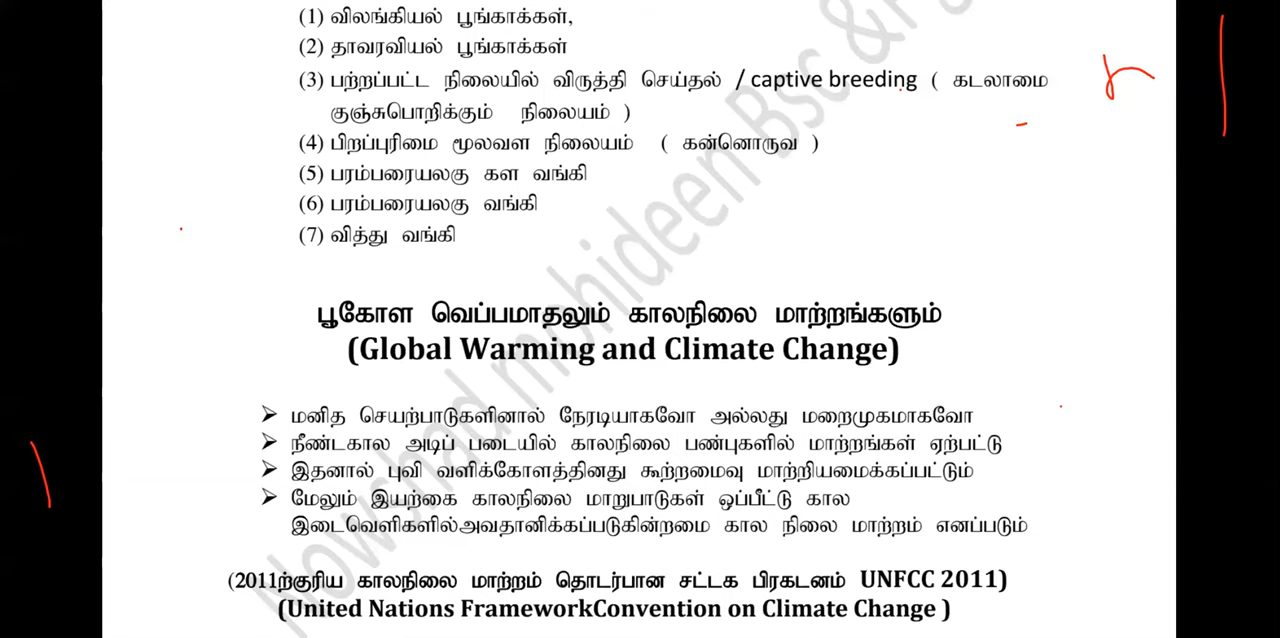 (1) விலங்கியல் பூங்காக்கள்,
(2) தாவரவியல் பூங்காக்கள்
(3) பற்றப்பட்ட நிலையில் விருத்தி செய்தல் / captive breeding ( கடலாமை
குஞ்சுபொறிக்கும் நிலையம் )
(4) பிறப்புரிமை மூலவள நிலையம் ( கன்னொருவ )
(5) பரம்பரையலகு கள வங்கி
(6) பரம்பரையலகு வங்கி
(7) வித்து வங்கி
பூகோள வெப்பமாதலும் காலநிலை மாற்றங்களும்
(Global Warming and Climate Change)
➢ மனித செயற்பாடுகளினால் நேரடியாகவோ அல்லது மறைமுகமாகவோ
➢ நீண்டகால அடிப் படையில் காலநிலை பண்புகளில் மாற்றங்கள் ஏற்பட்டு
➢ இதனால் புவி வளிக்கோளத்தினது கூற்றமைவு மாற்றியமைக்கப்பட்டும்
➢ மேலும் இயற்கை காலநிலை மாறுபாடுகள் ஒப்பீட்டு கால
இடைவெளிகளில்அவதானிக்கப்படுகின்றமை கால நிலை மாற்றம் எனப்படும்
(2011ற்குரிய காலநிலை மாற்றம் தொடர்பான சட்டக பிரகடனம் UNFCC 2011)
(United Nations FrameworkConvention on Climate Change )
Nowshad mohideen Bsc &